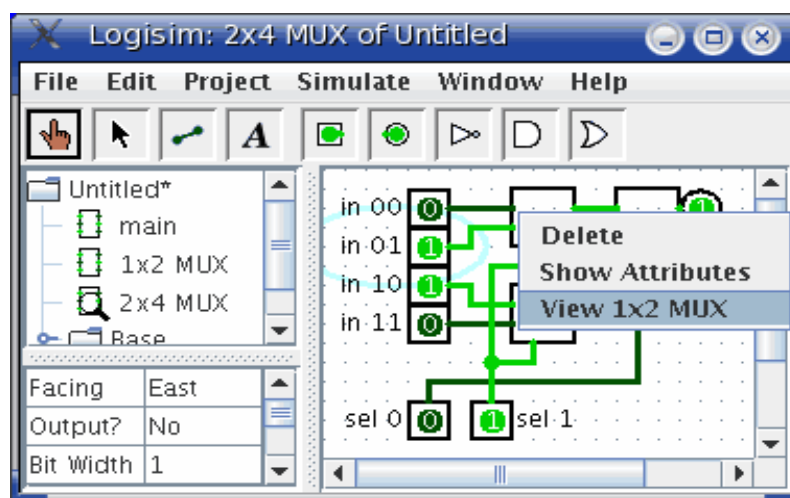 Logisim: 2x4 MUX of Untitled
File Edit Project Simulate Window Help
A
Untitled*
main
1x2 MUX
2x4 MUX
Base
Facing East
Output? No
Bit Width 1
in 00 0
in 01 1
in 10 1
in 11 0
1
Delete
Show Attributes
View 1x2 MUX
sel 0 0
1 sel 1